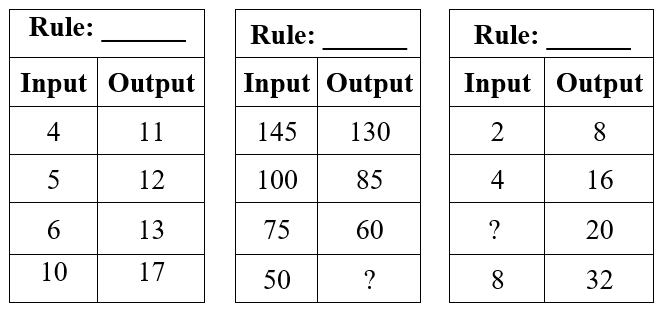 Rule: ______
Input Output
4 11
5 12
6 13
10 17
Rule: ______
Input Output
145 130
100 85
75 60
50 ?
Rule: ______
Input Output
2 8
4 16
? 20
8 32